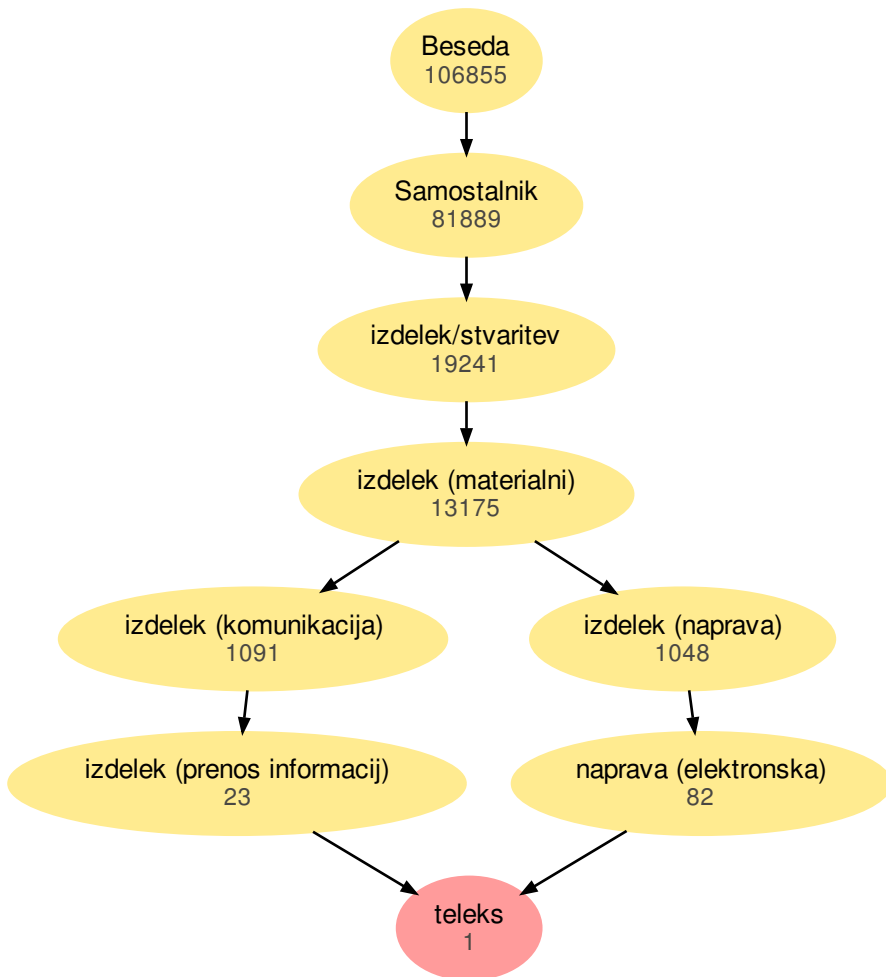 Beseda
106855
Samostalnik
81889
izdelek/stvaritev
19241
izdelek (materialni)
13175
izdelek (komunikacija)
1091
izdelek (naprava)
1048
izdelek (prenos informacij)
23
naprava (elektronska)
82
teleks
1